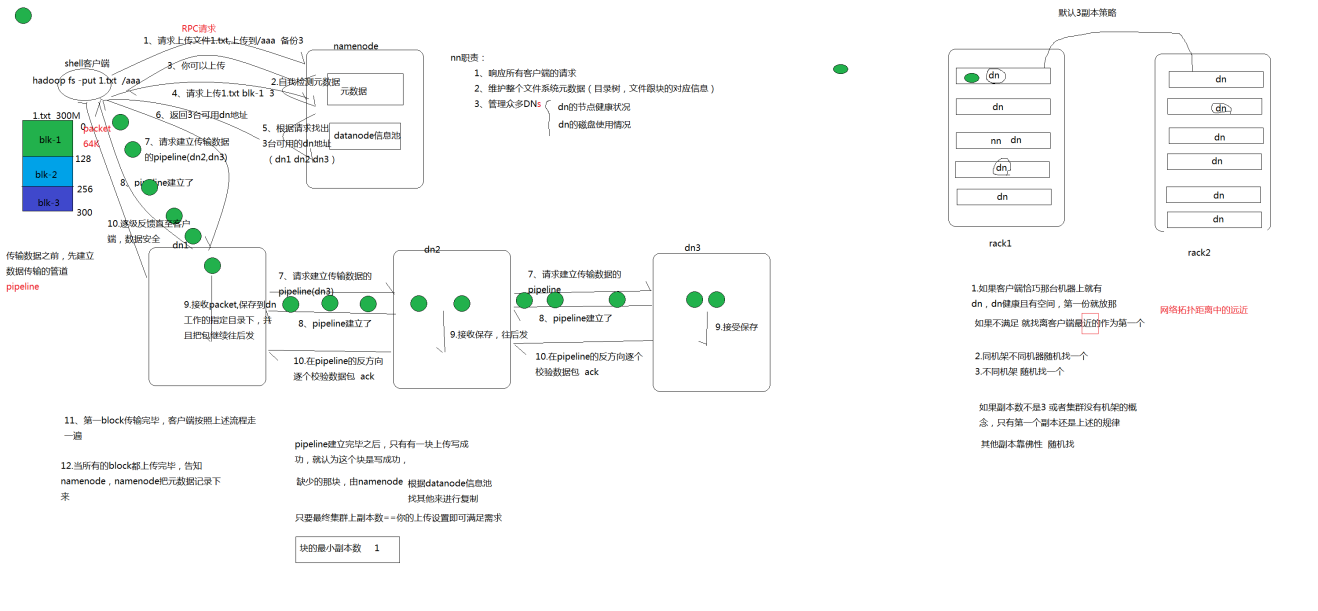 RPC请求
1、请求上传文件1.txt,上传到/aaa 备份3
namenode
shell客户端
hadoop fs -put 1.txt /aaa
3、你可以上传
2.自我检测元数据
元数据
4、请求上传1.txt blk-1 3
6、返回3台可用dn地址
5、根据请求找出
3台可用的dn地址
（dn1 dn2 dn3）
datanode信息池
1.txt 300M
0
packet
64K
blk-1
128
blk-2
256
blk-3
300
7、请求建立传输数据
的pipeline(dn2,dn3)
8、pipeline建立了
10.逐级反馈直至客户
端，数据安全
传输数据之前，先建立
数据传输的管道
pipeline
dn1
9.接收packet,保存到dn
工作的指定目录下，并
且把包继续往后发
7、请求建立传输数据的
pipeline(dn3)
8、pipeline建立了
10.在pipeline的反方向
逐个校验数据包 ack
dn2
9.接收保存，往后发
7、请求建立传输数据的
pipeline
8、pipeline建立了
10.在pipeline的反方向逐个
校验数据包 ack
dn3
9.接受保存
11、第一block传输完毕，客户端按照上述流程走
一遍
12.当所有的block都上传完毕，告知
namenode，namenode把元数据记录下
来
pipeline建立完毕之后，只有有一块上传写成
功，就认为这个块是写成功，
缺少的那块，由namenode
根据datanode信息池
找其他来进行复制
只要最终集群上副本数==你的上传设置即可满足需求
块的最小副本数 1
nn职责：
1、响应所有客户端的请求
2、维护整个文件系统元数据（目录树，文件跟块的对应信息）
3、管理众多DNs
dn的节点健康状况
dn的磁盘使用情况
默认3副本策略
dn
dn
nn dn
dn
dn
rack1
dn
dn
dn
dn
dn
dn
rack2
1.如果客户端恰巧那台机器上就有
dn，dn健康且有空间，第一份就放那
如果不满足 就找离客户端最近的作为第一个
网络拓扑距离中的远近
2.同机架不同机器随机找一个
3.不同机架 随机找一个
如果副本数不是3 或者集群没有机架的概
念，只有第一个副本还是上述的规律
其他副本靠佛性 随机找